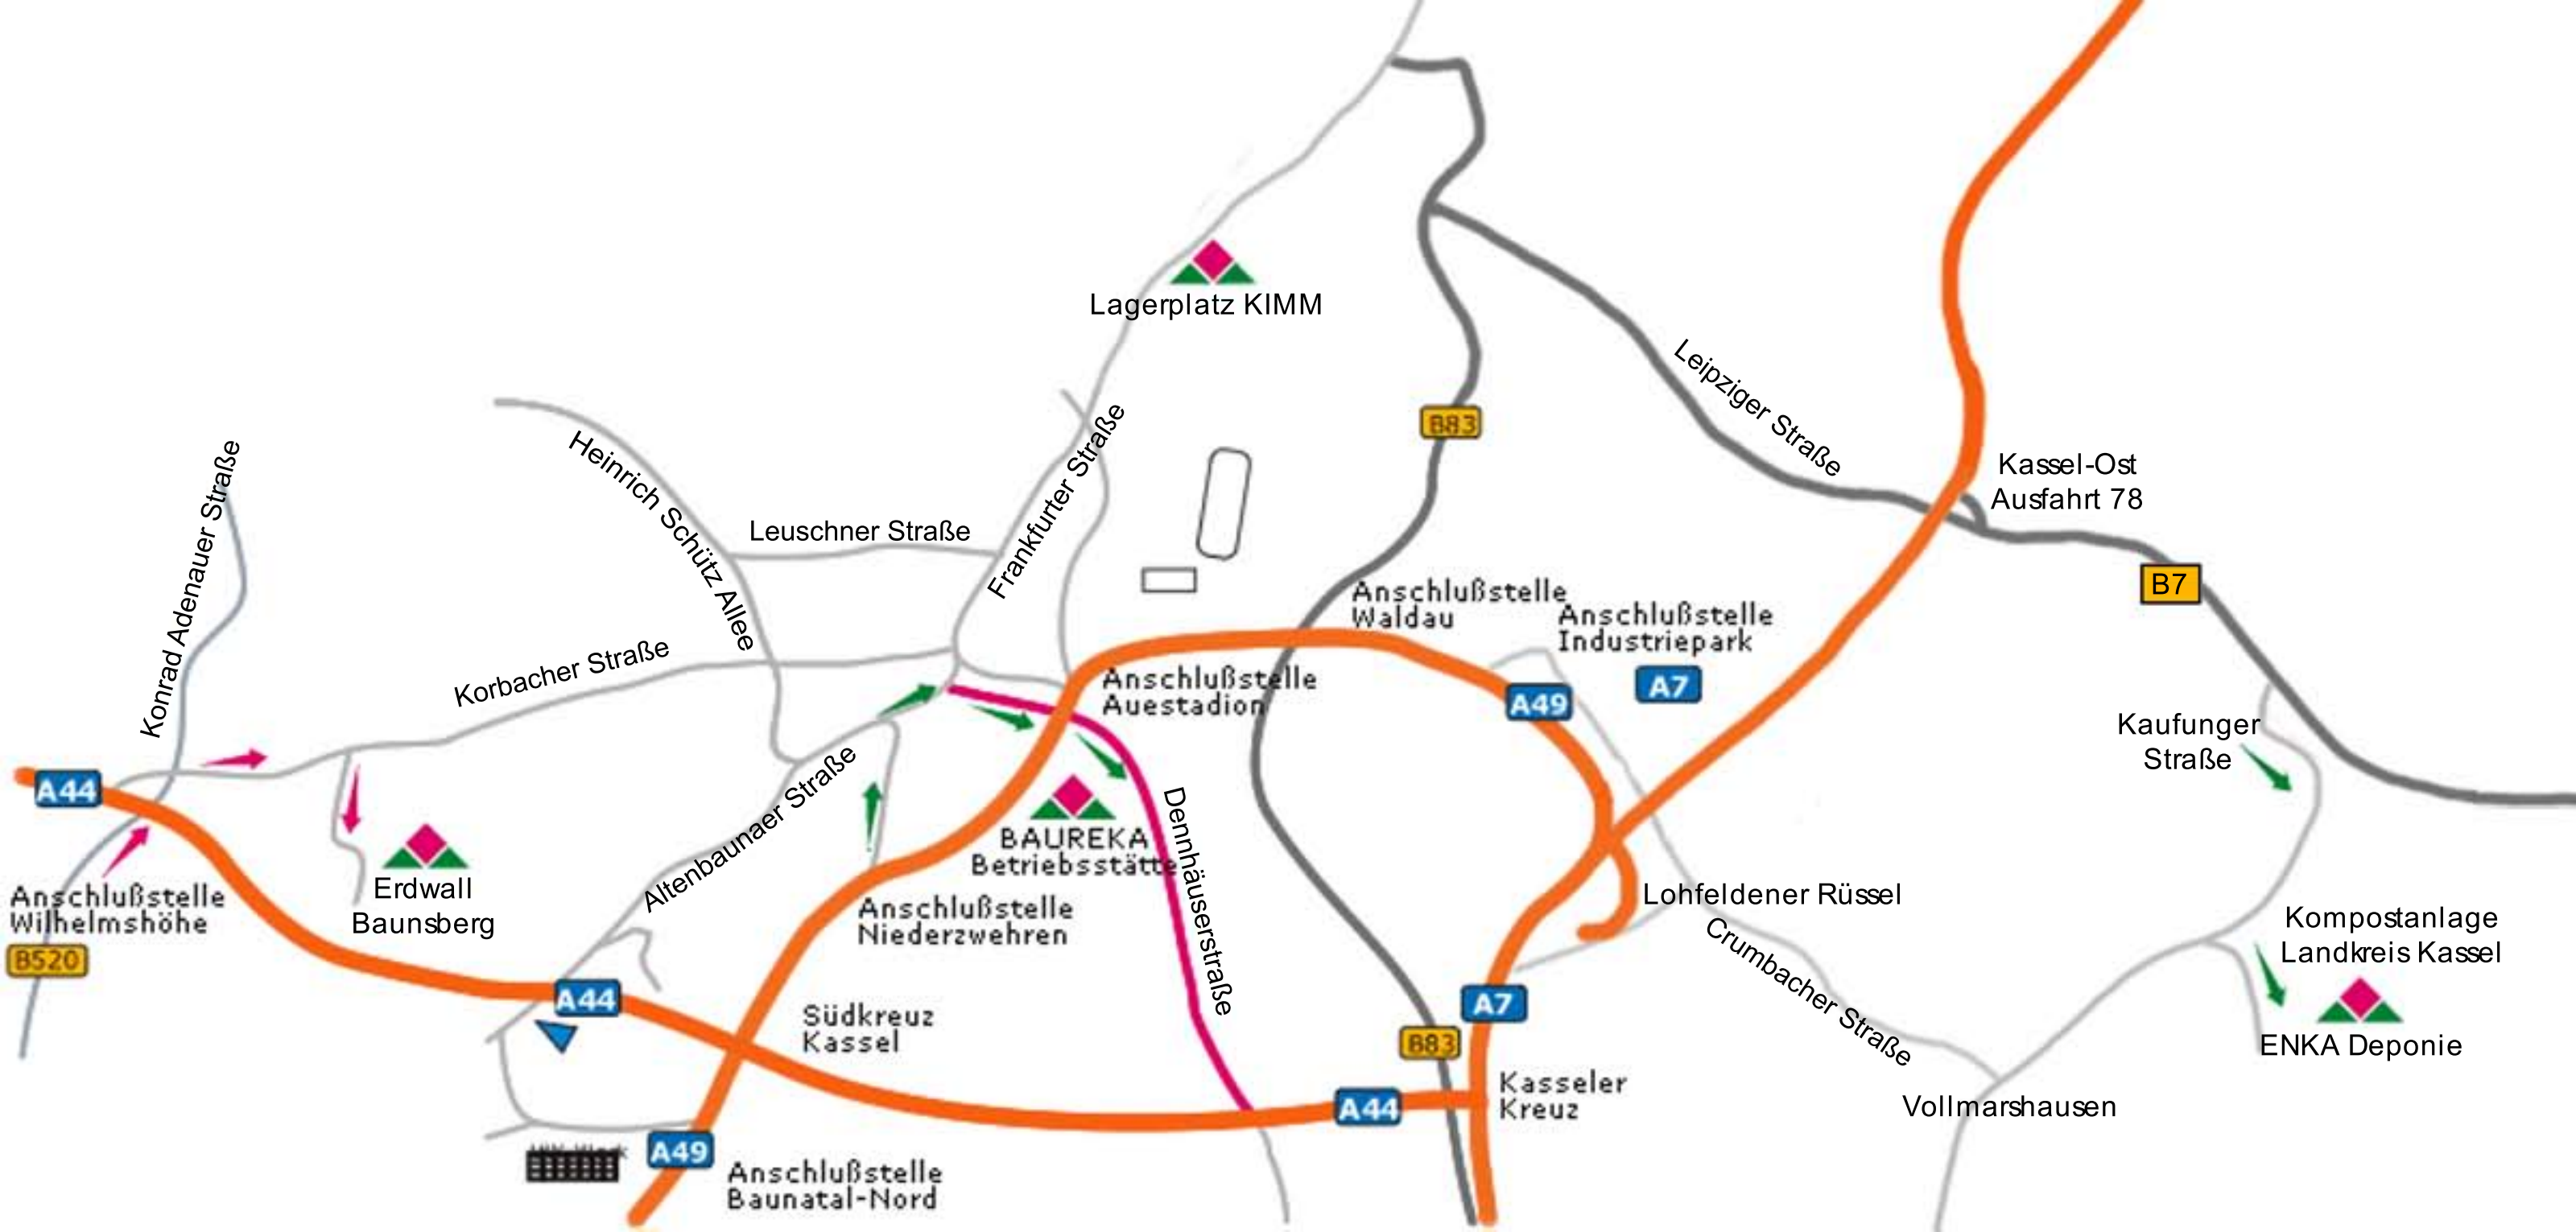 Lagerplatz KIMM
Leipziger Straße
B83
Kassel-Ost
Ausfahrt 78
Konrad Adenauer Straße
Heinrich Schütz Allee
Leuschner Straße
Frankfurter Straße
B7
Anschlußstelle
Waldau
Anschlußstelle
Industriepark
A7
A49
Korbacher Straße
Anschlußstelle
Auestadion
Kaufunger
Straße
A44
Altenbaunaer Straße
BAUREKA
Betriebsstätte
Dennhäuserstraße
Anschlußstelle
Wilhelmshöhe
B520
Erdwall
Baunsberg
Anschlußstelle
Niederzwehren
Lohfeldener Rüssel
Crumbacher Straße
Kompostanlage
Landkreis Kassel
ENKA Deponie
A44
Südkreuz
Kassel
A7
B83
A44
Kasseler
Kreuz
Vollmarshausen
A49
Anschlußstelle
Baunatal-Nord